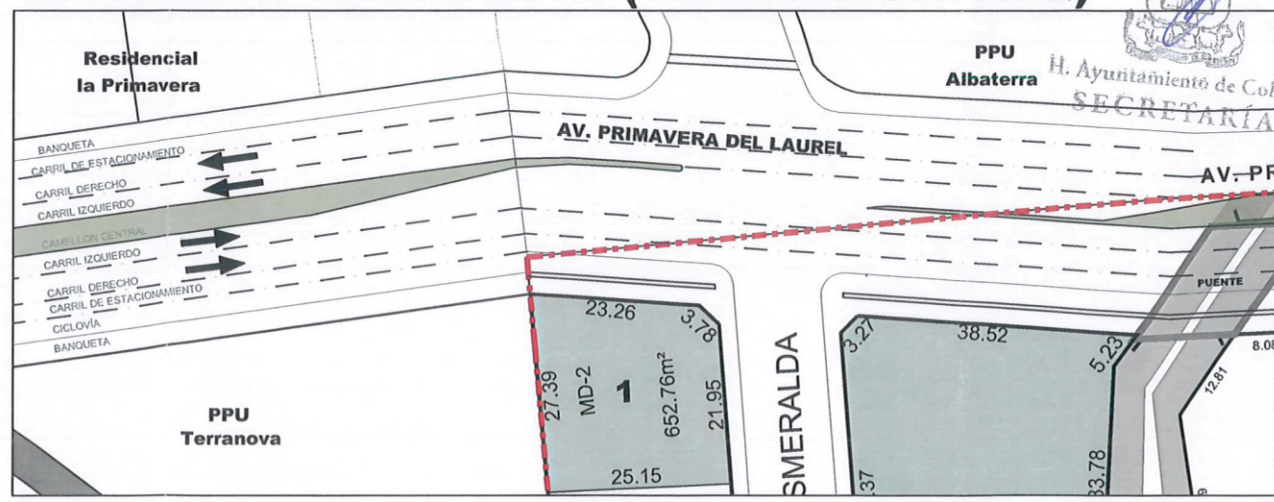 Residencial
la Primavera
PPU
Albaterra
H. Ayuntamiento de Col
SECRETARÍA
BANQUETA
CARRIL DE ESTACIONAMIENTO
CARRIL DERECHO
CARRIL IZQUIERDO
CAMELLON CENTRAL
CARRIL IZQUIERDO
CARRIL DERECHO
CARRIL DE ESTACIONAMIENTO
CICLOVÍA
BANQUETA
AV. PRIMAVERA DEL LAUREL
AV. PR
PUENTE
PPU
Terranova
23.26
3.78
27.39
MD-2
1
652.76m²
21.95
25.15
SMERALDA
3.27
38.52
5.23
8.08
12.81
.37
33.78